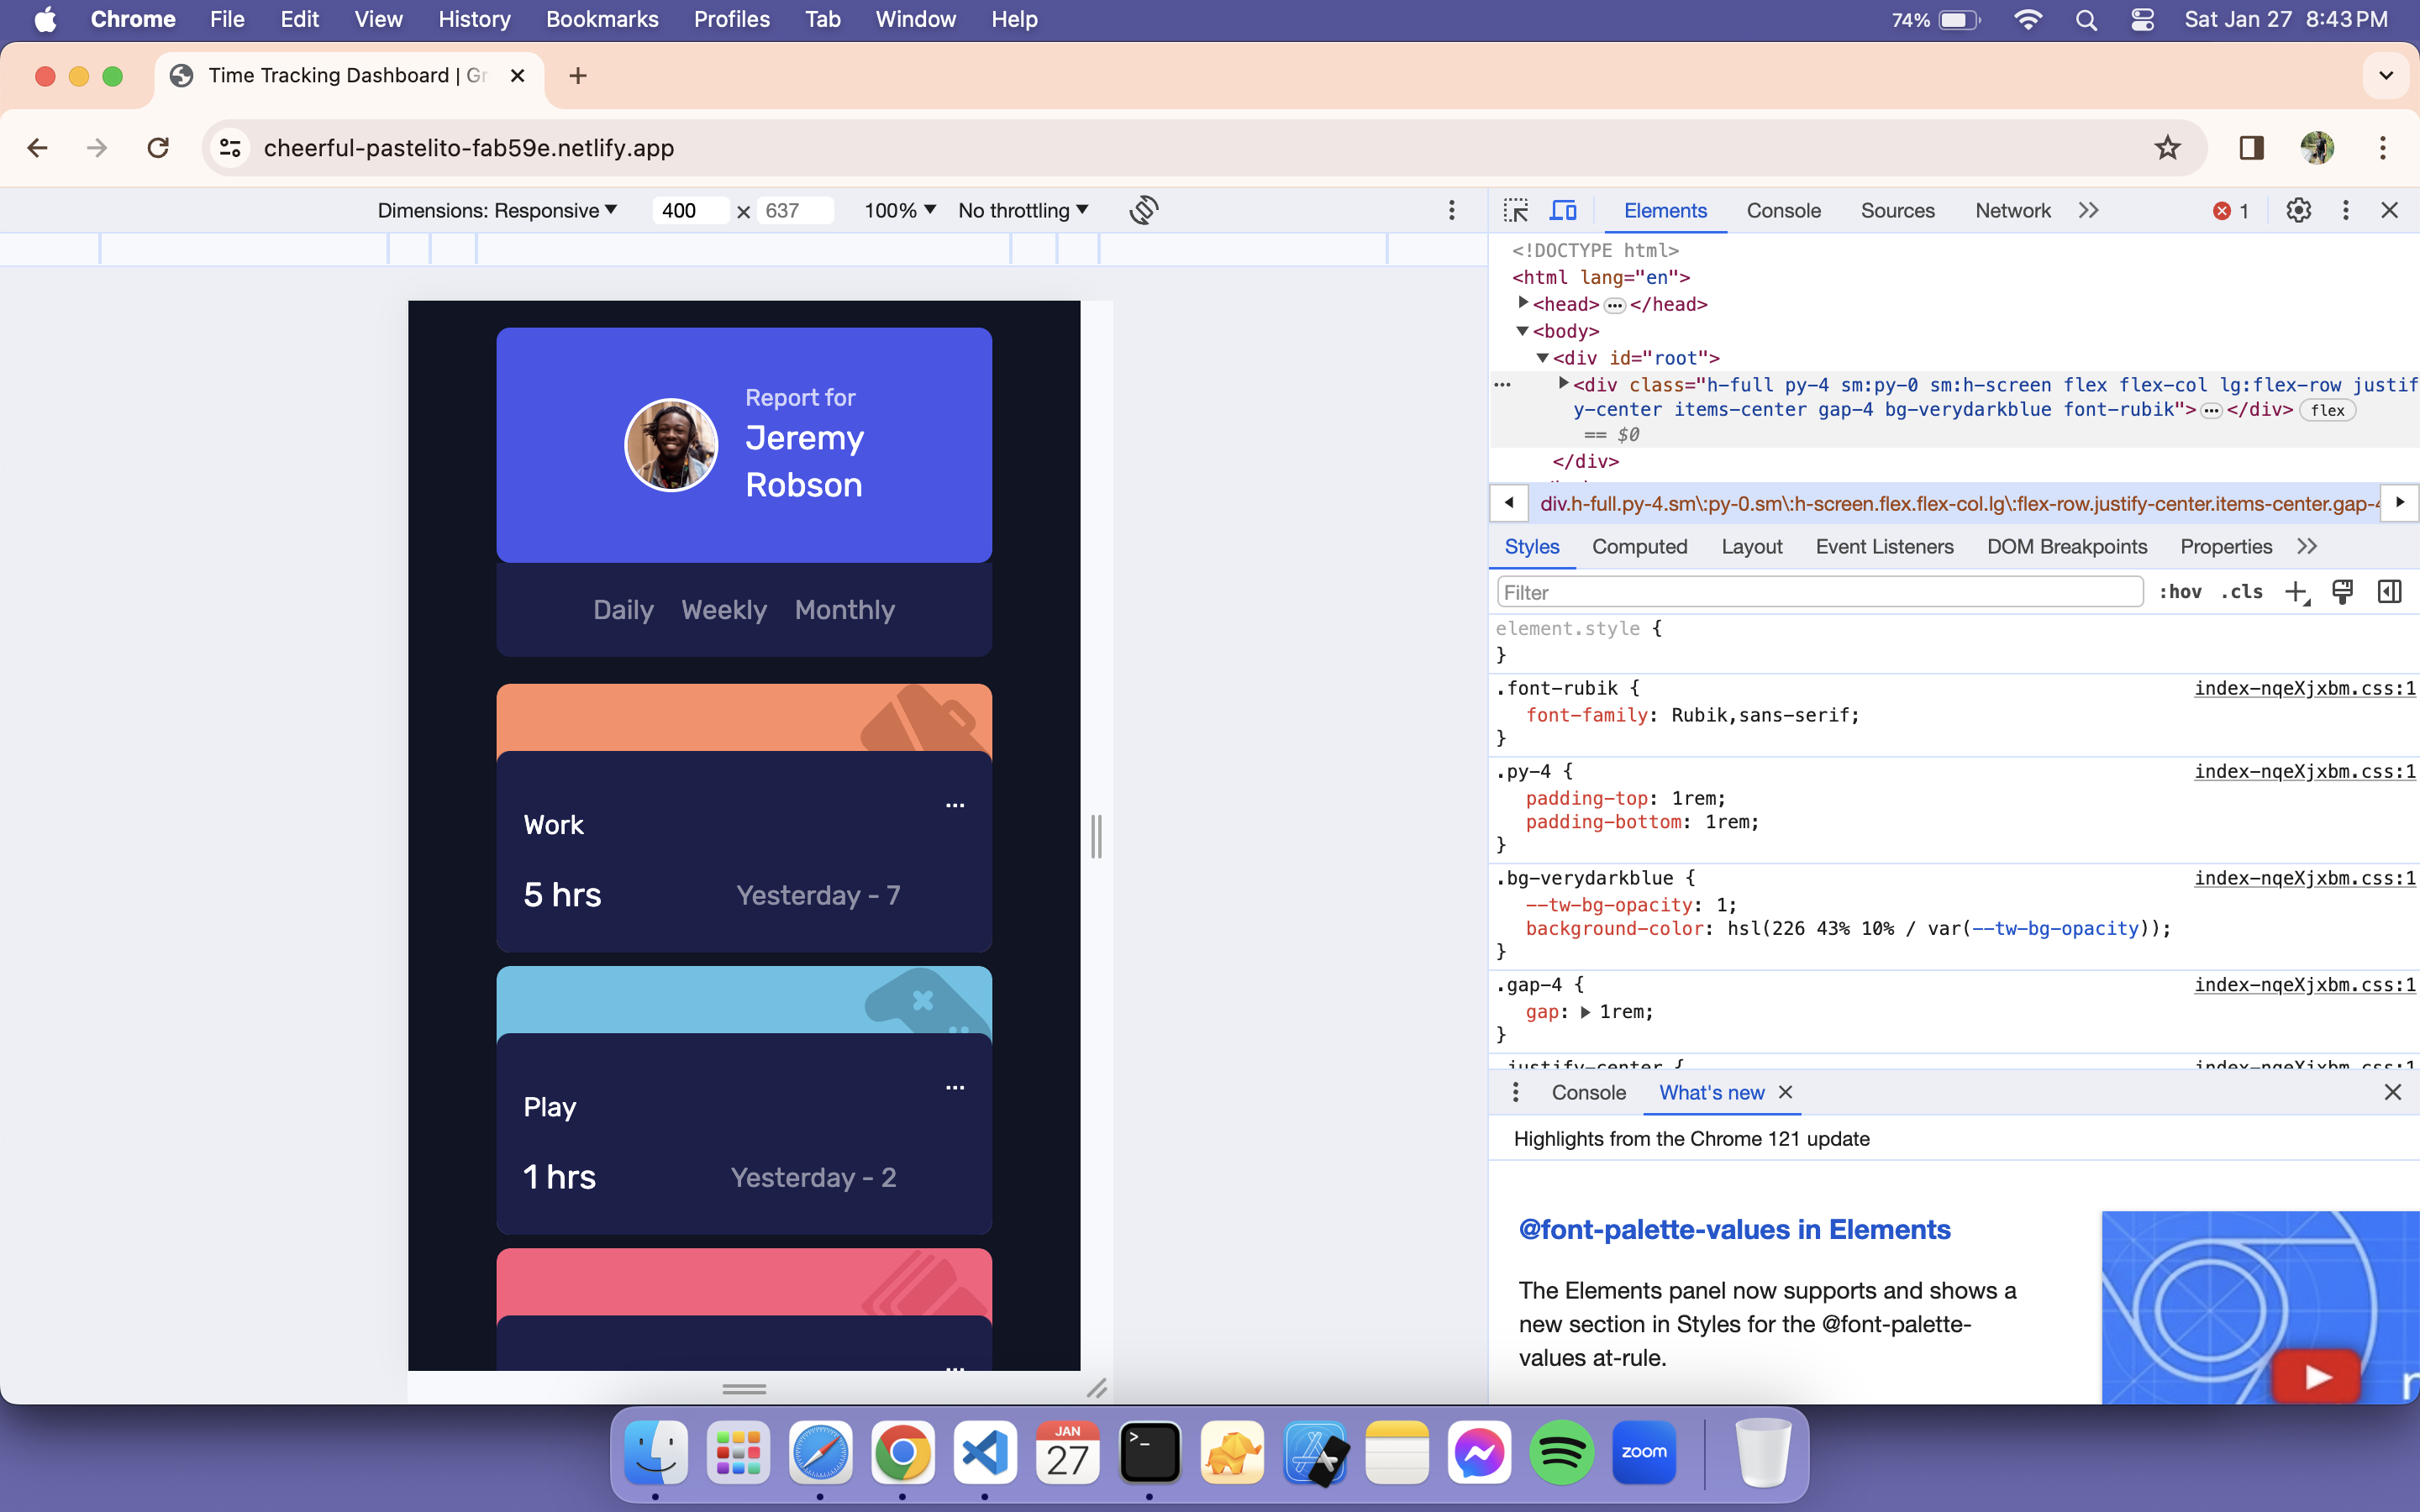 Chrome File Edit View History Bookmarks Profiles Tab Window Help 74% Sat Jan 27 8:43 PM
Time Tracking Dashboard | Gr
cheerful-pastelito-fab59e.netlify.app
Dimensions: Responsive 400 × 637 100% No throttling
Report for
Jeremy
Robson
Daily Weekly Monthly
...
Work
5 hrs Yesterday - 7
...
Play
1 hrs Yesterday - 2
...
Elements Console Sources Network 1
<!DOCTYPE html>
<html lang="en">
<head> ... </head>
<body>
<div id="root">
... <div class="h-full py-4 sm:py-0 sm:h-screen flex flex-col lg:flex-row justif
y-center items-center gap-4 bg-verydarkblue font-rubik"> ... </div> flex
== $0
</div>
div.h-full.py-4.sm\:py-0.sm\:h-screen.flex.flex-col.lg\:flex-row.justify-center.items-center.gap-4
Styles Computed Layout Event Listeners DOM Breakpoints Properties
Filter :hov .cls
element.style {
}
.font-rubik { index-nqeXjxbm.css:1
font-family: Rubik,sans-serif;
}
.py-4 { index-nqeXjxbm.css:1
padding-top: 1rem;
padding-bottom: 1rem;
}
.bg-verydarkblue { index-nqeXjxbm.css:1
--tw-bg-opacity: 1;
background-color: hsl(226 43% 10% / var(--tw-bg-opacity));
}
.gap-4 { index-nqeXjxbm.css:1
gap: 1rem;
}
.justify-center { index-nqeXjxbm.css:1
Console What's new
Highlights from the Chrome 121 update
@font-palette-values in Elements
The Elements panel now supports and shows a
new section in Styles for the @font-palette-
values at-rule.
JAN
27
>_
zoom